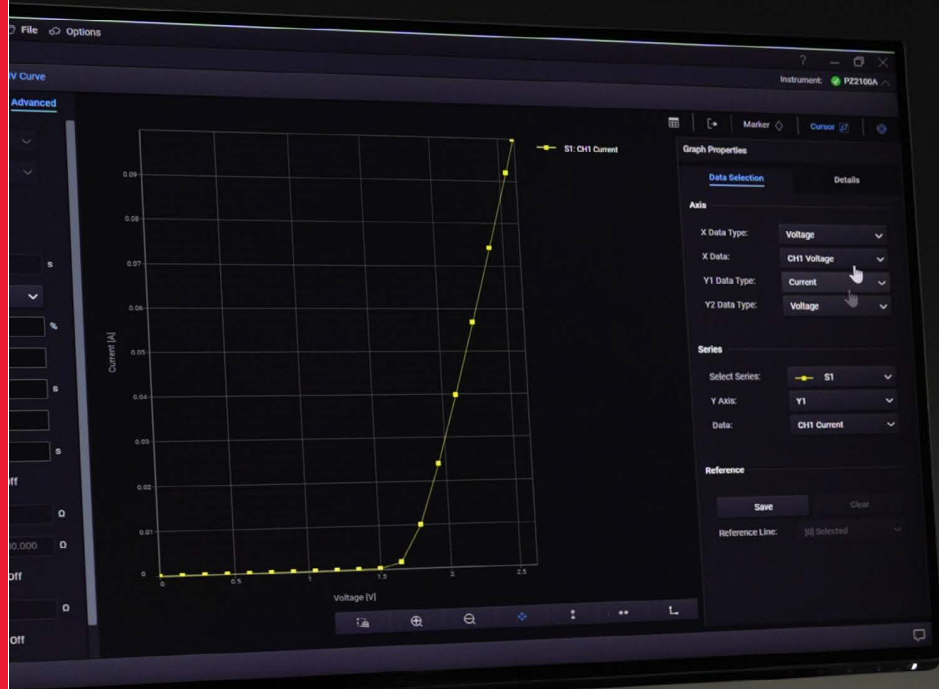 File Options
Instrument: PZ2100A
IV Curve
Advanced
Marker Cursor
S1: CH1 Current
Graph Properties
Data Selection Details
Axis
X Data Type: Voltage
X Data: CH1 Voltage
Y1 Data Type: Current
Y2 Data Type: Voltage
Series
Select Series: S1
Y Axis: Y1
Data: CH1 Current
Reference
Save Clear
Reference Line: [0] Selected
0.09
0.08
0.07
0.06
0.05
0.04
0.03
0.02
0.01
0
Current [A]
0 0.5 1 1.5 2 2.5
Voltage [V]
s
%
s
s
Ω
Ω
Off
Ω
Off